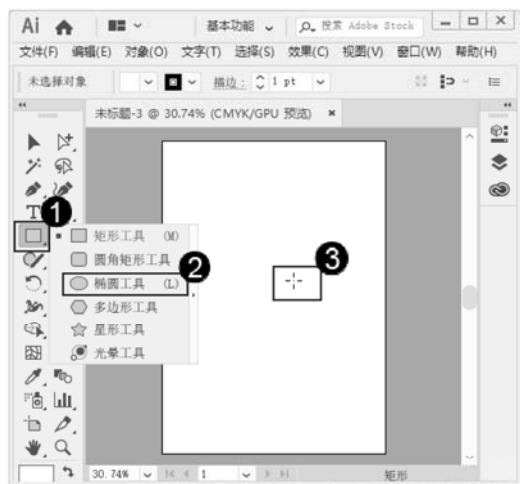 Ai 基本功能 搜索 Adobe Stock
文件(F) 编辑(E) 对象(O) 文字(T) 选择(S) 效果(C) 视图(V) 窗口(W) 帮助(H)
未选择对象 描边: 1 pt
未标题-3 @ 30.74% (CMYK/GPU 预览) ×
T 1
矩形工具 (M)
圆角矩形工具
2 3
椭圆工具 (L)
多边形工具
星形工具
光晕工具
30.74% 1 矩形